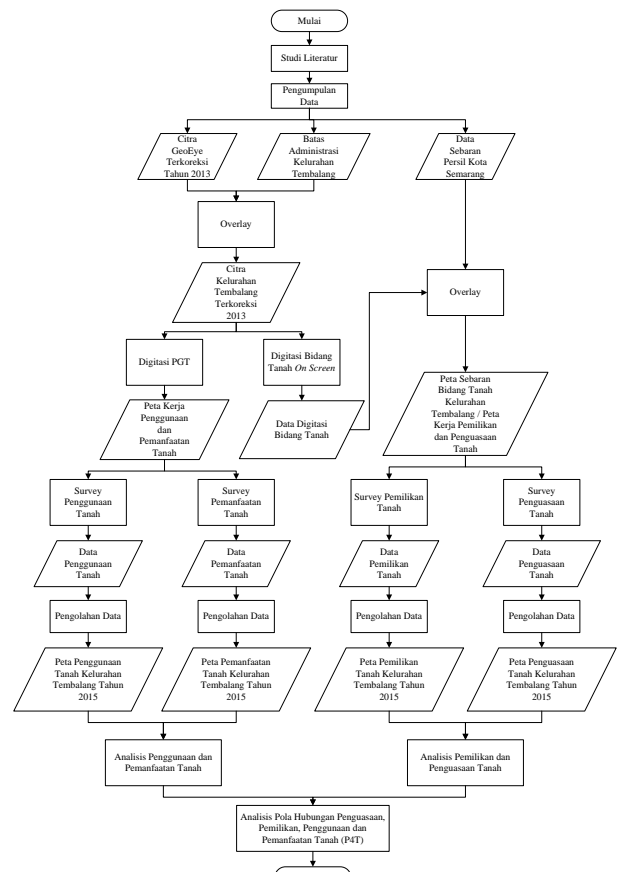 Mulai
Studi Literatur
Pengumpulan
Data
Citra
GeoEye
Terkoreksi
Tahun 2013
Batas
Administrasi
Kelurahan
Tembalang
Data
Sebaran
Persil Kota
Semarang
Overlay
Citra
Kelurahan
Tembalang
Terkoreksi
2013
Overlay
Digitasi PGT
Digitasi Bidang
Tanah On Screen
Peta Kerja
Penggunaan
dan
Pemanfaatan
Tanah
Data Digitasi
Bidang Tanah
Peta Sebaran
Bidang Tanah
Kelurahan
Tembalang / Peta
Kerja Pemilikan
dan Penguasaan
Tanah
Survey
Penggunaan
Tanah
Survey
Pemanfaatan
Tanah
Survey Pemilikan
Tanah
Survey
Penguasaan
Tanah
Data
Penggunaan
Tanah
Data
Pemanfaatan
Tanah
Data
Pemilikan
Tanah
Data
Penguasaan
Tanah
Pengolahan Data
Pengolahan Data
Pengolahan Data
Pengolahan Data
Peta Penggunaan
Tanah Kelurahan
Tembalang Tahun
2015
Peta Pemanfaatan
Tanah Kelurahan
Tembalang Tahun
2015
Peta Pemilikan
Tanah Kelurahan
Tembalang Tahun
2015
Peta Penguasaan
Tanah Kelurahan
Tembalang Tahun
2015
Analisis Penggunaan dan
Pemanfaatan Tanah
Analisis Pemilikan dan
Penguasaan Tanah
Analisis Pola Hubungan Penguasaan,
Pemilikan, Penggunaan dan
Pemanfaatan Tanah (P4T)